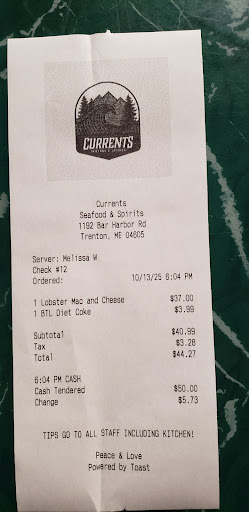 CURRENTS
Currents
Seafood & Spirits
1192 Bar Harbor Rd
Trenton, ME 04605
Server: Melissa W
Check #12
Ordered: 10/13/25 6:04 PM
1 Lobster Mac and Cheese $37.00
1 BTL Diet Coke $3.99
Subtotal $40.99
Tax $3.28
Total $44.27
6:04 PM CASH
Cash Tendered $50.00
Change $5.73
TIPS GO TO ALL STAFF INCLUDING KITCHEN!
Peace & Love
Powered by Toast